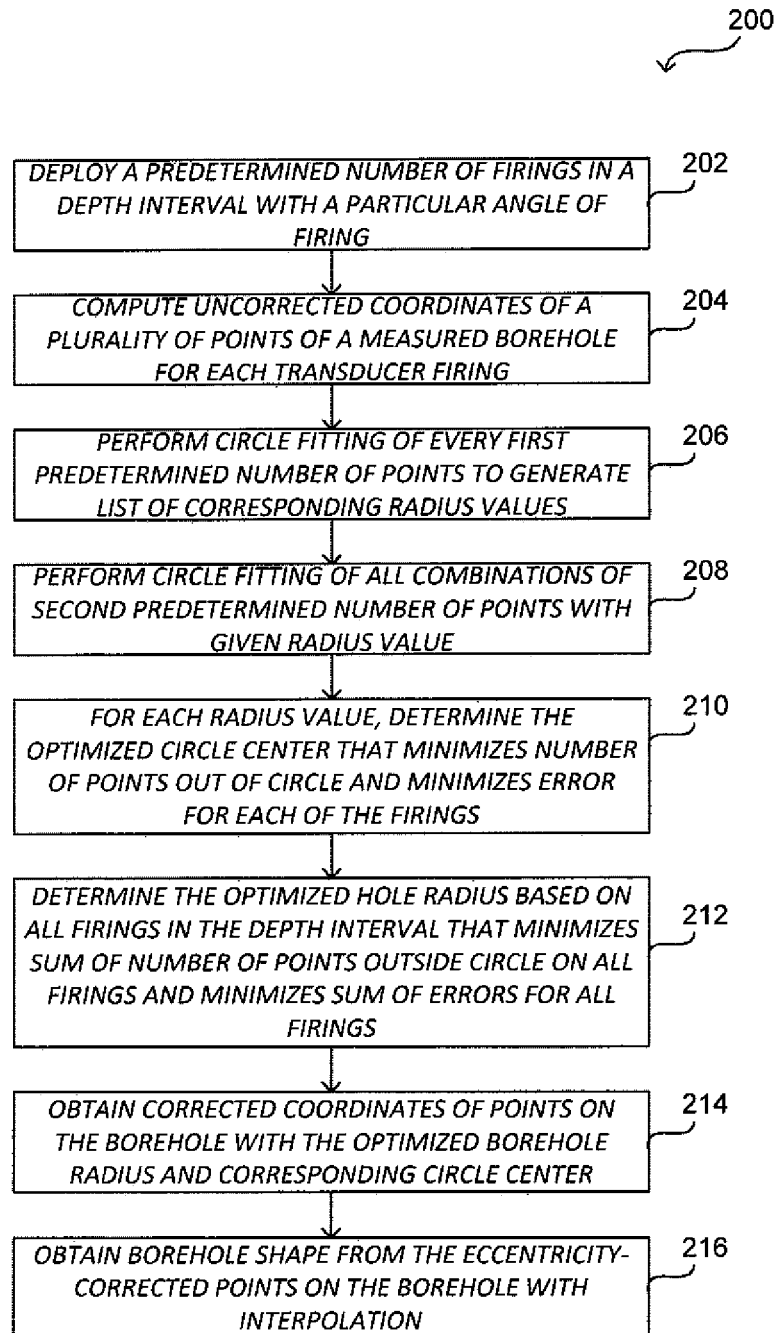 200
DEPLOY A PREDETERMINED NUMBER OF FIRINGS IN A
DEPTH INTERVAL WITH A PARTICULAR ANGLE OF
FIRING
202
COMPUTE UNCORRECTED COORDINATES OF A
PLURALITY OF POINTS OF A MEASURED BOREHOLE
FOR EACH TRANSDUCER FIRING
204
PERFORM CIRCLE FITTING OF EVERY FIRST
PREDETERMINED NUMBER OF POINTS TO GENERATE
LIST OF CORRESPONDING RADIUS VALUES
206
PERFORM CIRCLE FITTING OF ALL COMBINATIONS OF
SECOND PREDETERMINED NUMBER OF POINTS WITH
GIVEN RADIUS VALUE
208
FOR EACH RADIUS VALUE, DETERMINE THE
OPTIMIZED CIRCLE CENTER THAT MINIMIZES NUMBER
OF POINTS OUT OF CIRCLE AND MINIMIZES ERROR
FOR EACH OF THE FIRINGS
210
DETERMINE THE OPTIMIZED HOLE RADIUS BASED ON
ALL FIRINGS IN THE DEPTH INTERVAL THAT MINIMIZES
SUM OF NUMBER OF POINTS OUTSIDE CIRCLE ON ALL
FIRINGS AND MINIMIZES SUM OF ERRORS FOR ALL
FIRINGS
212
OBTAIN CORRECTED COORDINATES OF POINTS ON
THE BOREHOLE WITH THE OPTIMIZED BOREHOLE
RADIUS AND CORRESPONDING CIRCLE CENTER
214
OBTAIN BOREHOLE SHAPE FROM THE ECCENTRICITY-
CORRECTED POINTS ON THE BOREHOLE WITH
INTERPOLATION
216